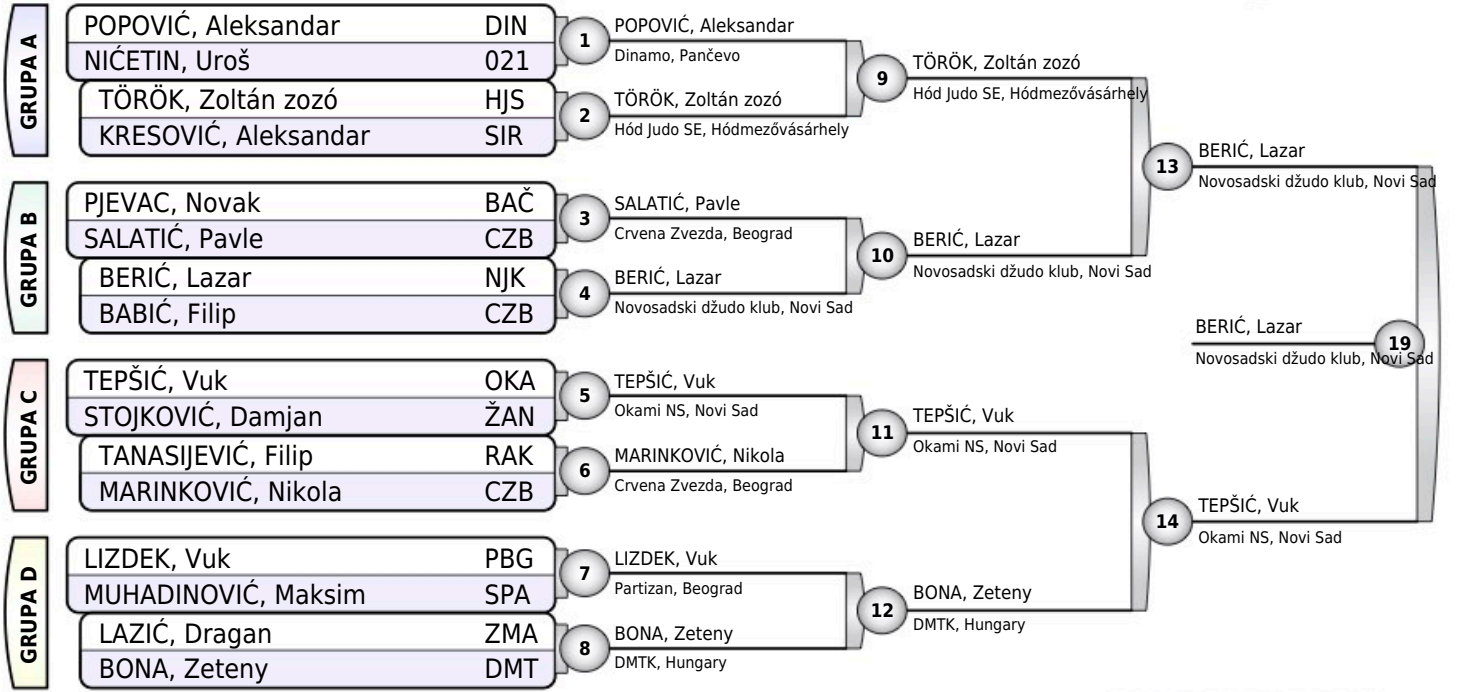 GRUPA A
POPOVIĆ, Aleksandar DIN
NIĆETIN, Uroš 021
TÖRÖK, Zoltán zozó HJS
KRESOVIĆ, Aleksandar SIR
GRUPA B
PJEVAC, Novak BAČ
SALATIĆ, Pavle CZB
BERIĆ, Lazar NJK
BABIĆ, Filip CZB
GRUPA C
TEPŠIĆ, Vuk OKA
STOJKOVIĆ, Damjan ŽAN
TANASIJEVIĆ, Filip RAK
MARINKOVIĆ, Nikola CZB
GRUPA D
LIZDEK, Vuk PBG
MUHADINOVIĆ, Maksim SPA
LAZIĆ, Dragan ZMA
BONA, Zeteny DMT
1
POPOVIĆ, Aleksandar
Dinamo, Pančevo
2
TÖRÖK, Zoltán zozó
Hód Judo SE, Hódmezővásárhely
3
SALATIĆ, Pavle
Crvena Zvezda, Beograd
4
BERIĆ, Lazar
Novosadski džudo klub, Novi Sad
5
TEPŠIĆ, Vuk
Okami NS, Novi Sad
6
MARINKOVIĆ, Nikola
Crvena Zvezda, Beograd
7
LIZDEK, Vuk
Partizan, Beograd
8
BONA, Zeteny
DMTK, Hungary
9
TÖRÖK, Zoltán zozó
Hód Judo SE, Hódmezővásárhely
10
BERIĆ, Lazar
Novosadski džudo klub, Novi Sad
11
TEPŠIĆ, Vuk
Okami NS, Novi Sad
12
BONA, Zeteny
DMTK, Hungary
13
BERIĆ, Lazar
Novosadski džudo klub, Novi Sad
14
TEPŠIĆ, Vuk
Okami NS, Novi Sad
BERIĆ, Lazar
19
Novosadski džudo klub, Novi Sad